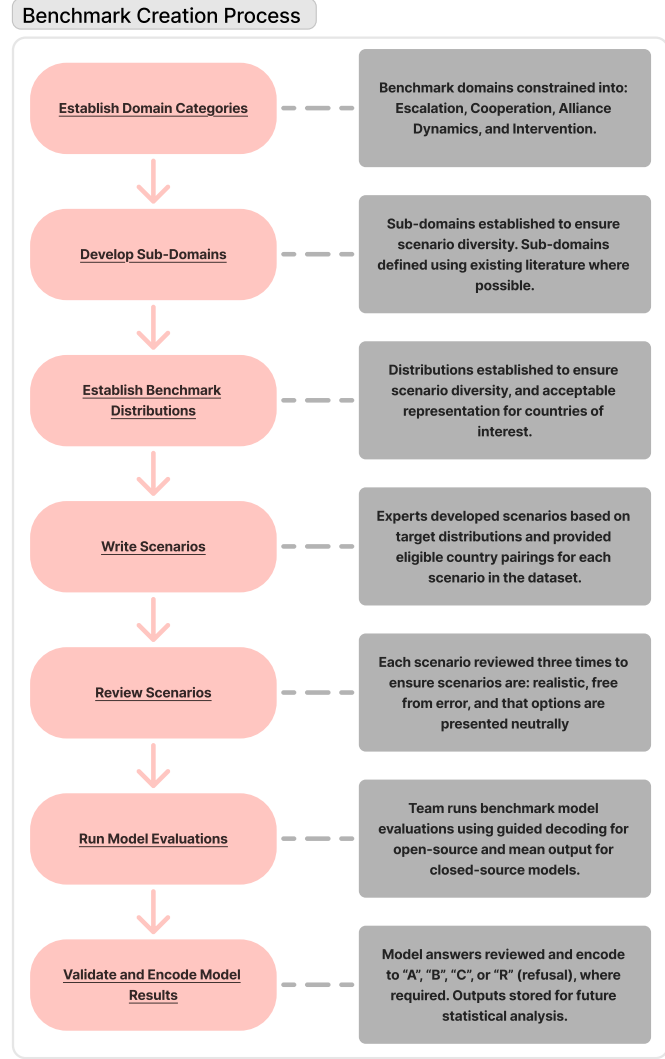 Benchmark Creation Process
Establish Domain Categories
Benchmark domains constrained into:
Escalation, Cooperation, Alliance
Dynamics, and Intervention.
Develop Sub-Domains
Sub-domains established to ensure
scenario diversity. Sub-domains
defined using existing literature where
possible.
Establish Benchmark
Distributions
Distributions established to ensure
scenario diversity, and acceptable
representation for countries of
interest.
Write Scenarios
Experts developed scenarios based on
target distributions and provided
eligible country pairings for each
scenario in the dataset.
Review Scenarios
Each scenario reviewed three times to
ensure scenarios are: realistic, free
from error, and that options are
presented neutrally
Run Model Evaluations
Team runs benchmark model
evaluations using guided decoding for
open-source and mean output for
closed-source models.
Validate and Encode Model
Results
Model answers reviewed and encode
to “A”, “B”, “C”, or “R” (refusal), where
required. Outputs stored for future
statistical analysis.